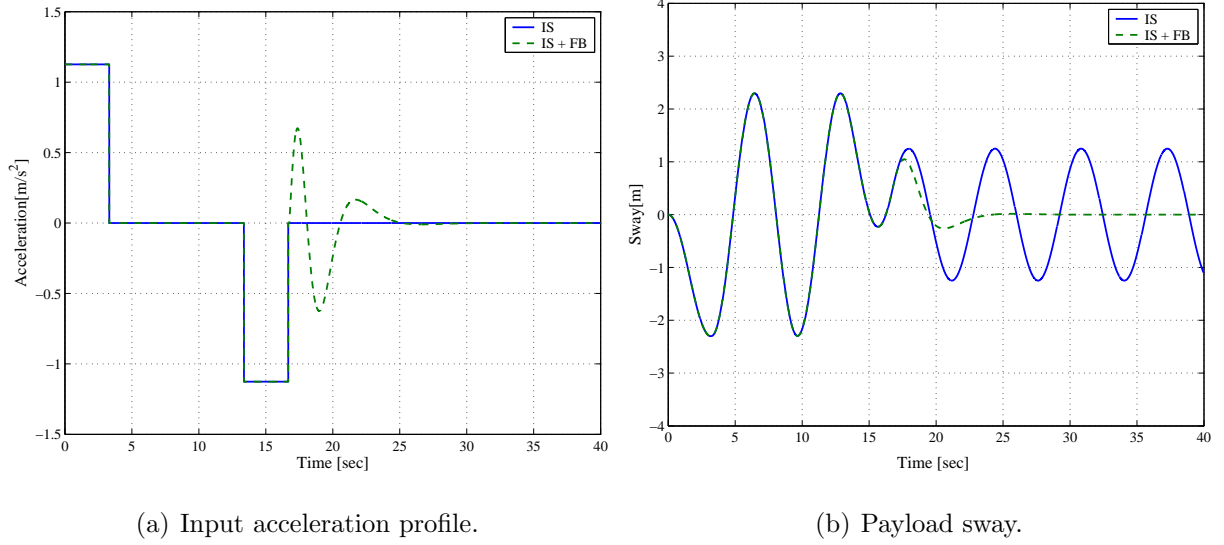 1.5
1
0.5
0
−0.5
−1
−1.5
Acceleration[m/s²]
0 5 10 15 20 25 30 35 40
Time [sec]
IS
IS + FB
(a) Input acceleration profile.
4
3
2
1
0
−1
−2
−3
−4
Sway[m]
0 5 10 15 20 25 30 35 40
Time [sec]
IS
IS + FB
(b) Payload sway.